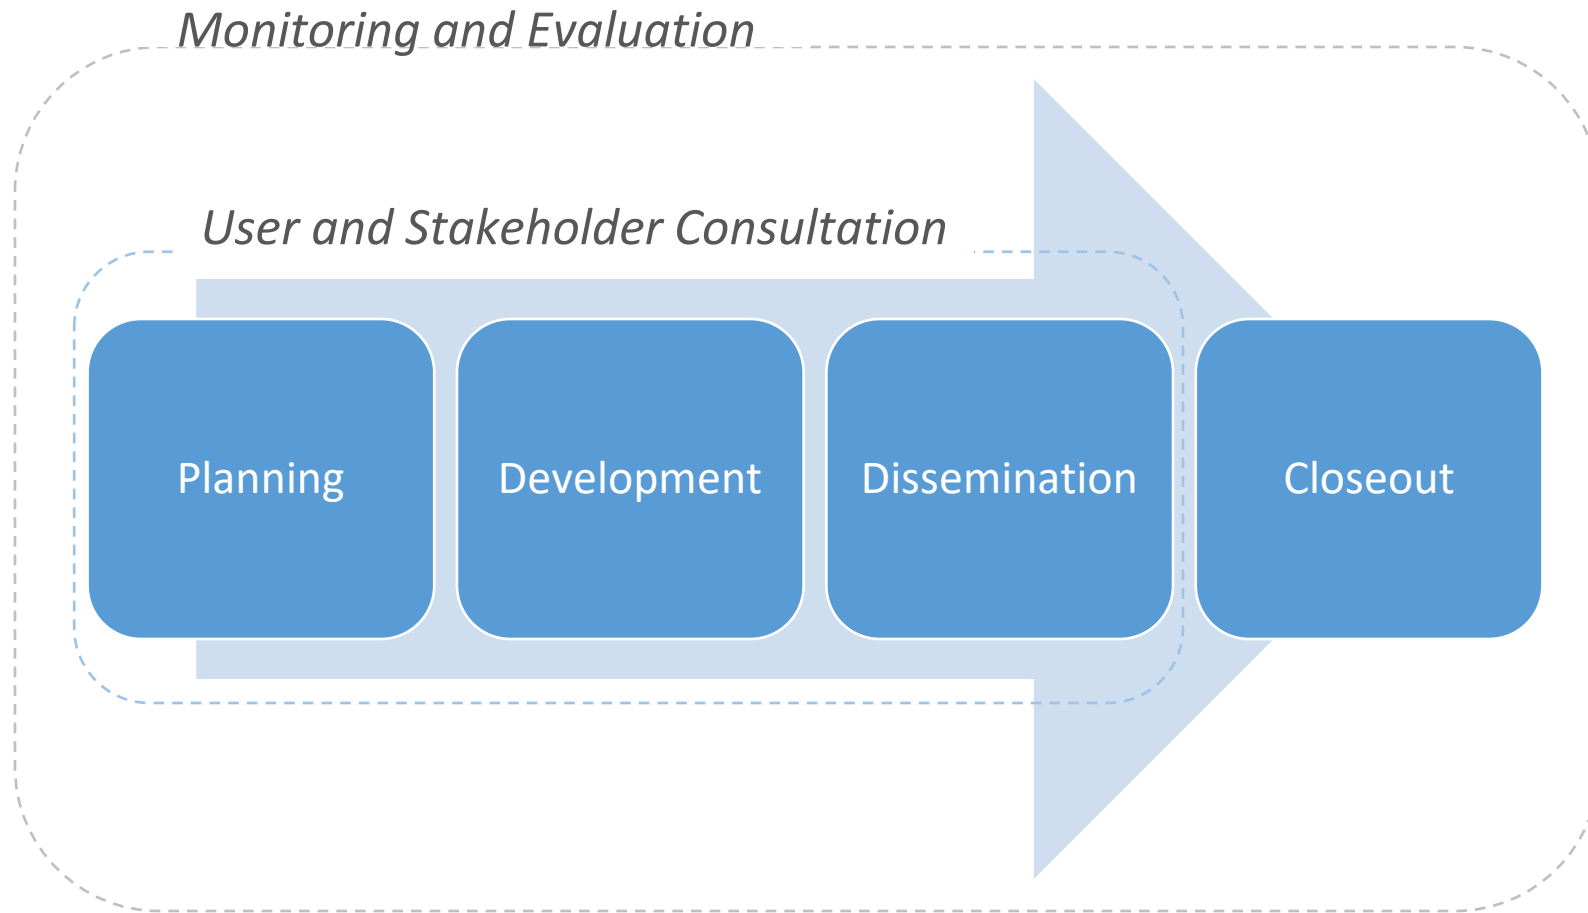 Monitoring and Evaluation
User and Stakeholder Consultation
Planning
Development
Dissemination
Closeout